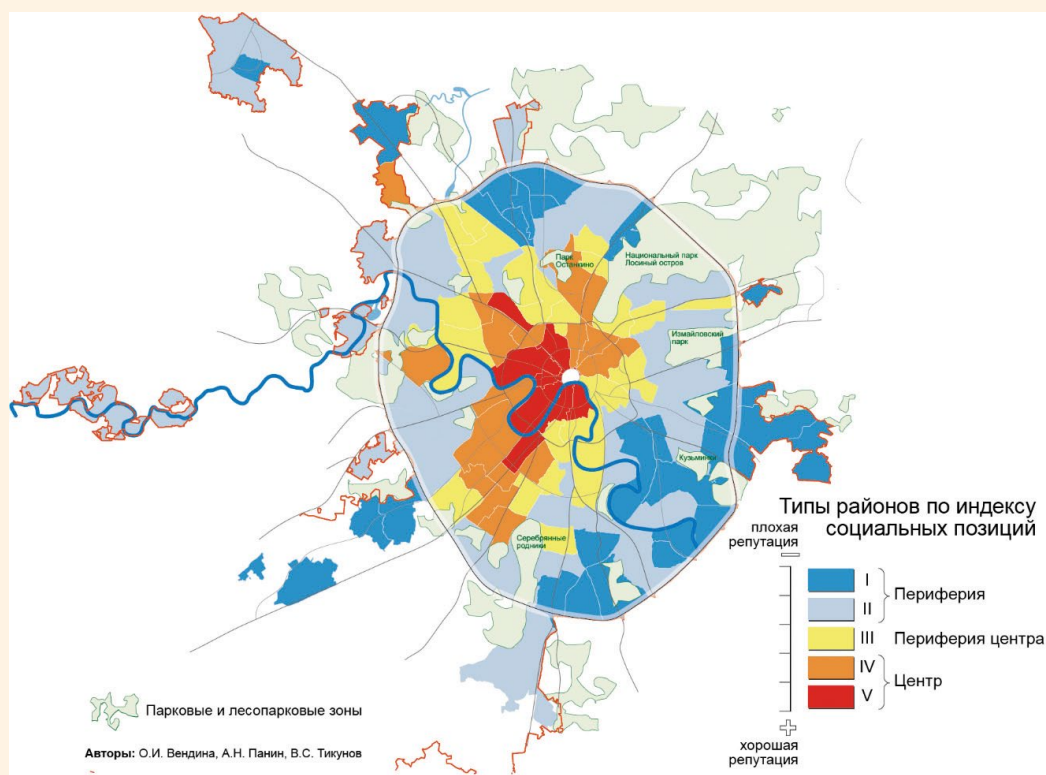 Парк
Останкино
Национальный парк
Лосиный остров
Измайловский
парк
Кузьминки
Серебрянные
родники
Типы районов по индексу
социальных позиций
плохая
репутация
I
II
Периферия
III
Периферия центра
IV
V
Центр
хорошая
репутация
Парковые и лесопарковые зоны
Авторы: О.И. Вендина, А.Н. Панин, В.С. Тикунов